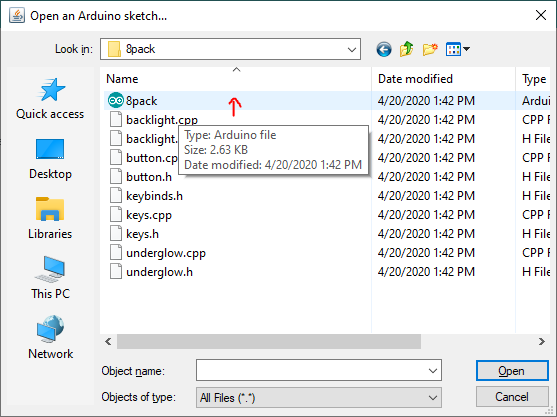 Open an Arduino sketch...
Look in: 8pack
Name Date modified Type
8pack 4/20/2020 1:42 PM Arduin
backlight.cpp 4/20/2020 1:42 PM CPP F
backlight. 4/20/2020 1:42 PM H File
button.cp 4/20/2020 1:42 PM CPP F
button.h 4/20/2020 1:42 PM H File
keybinds.h 4/20/2020 1:42 PM H File
keys.cpp 4/20/2020 1:42 PM CPP F
keys.h 4/20/2020 1:42 PM H File
underglow.cpp 4/20/2020 1:42 PM CPP F
underglow.h 4/20/2020 1:42 PM H File
Type: Arduino file
Size: 2.63 KB
Date modified: 4/20/2020 1:42 PM
Quick access
Desktop
Libraries
This PC
Network
Object name: Open
Objects of type: All Files (*.*) Cancel